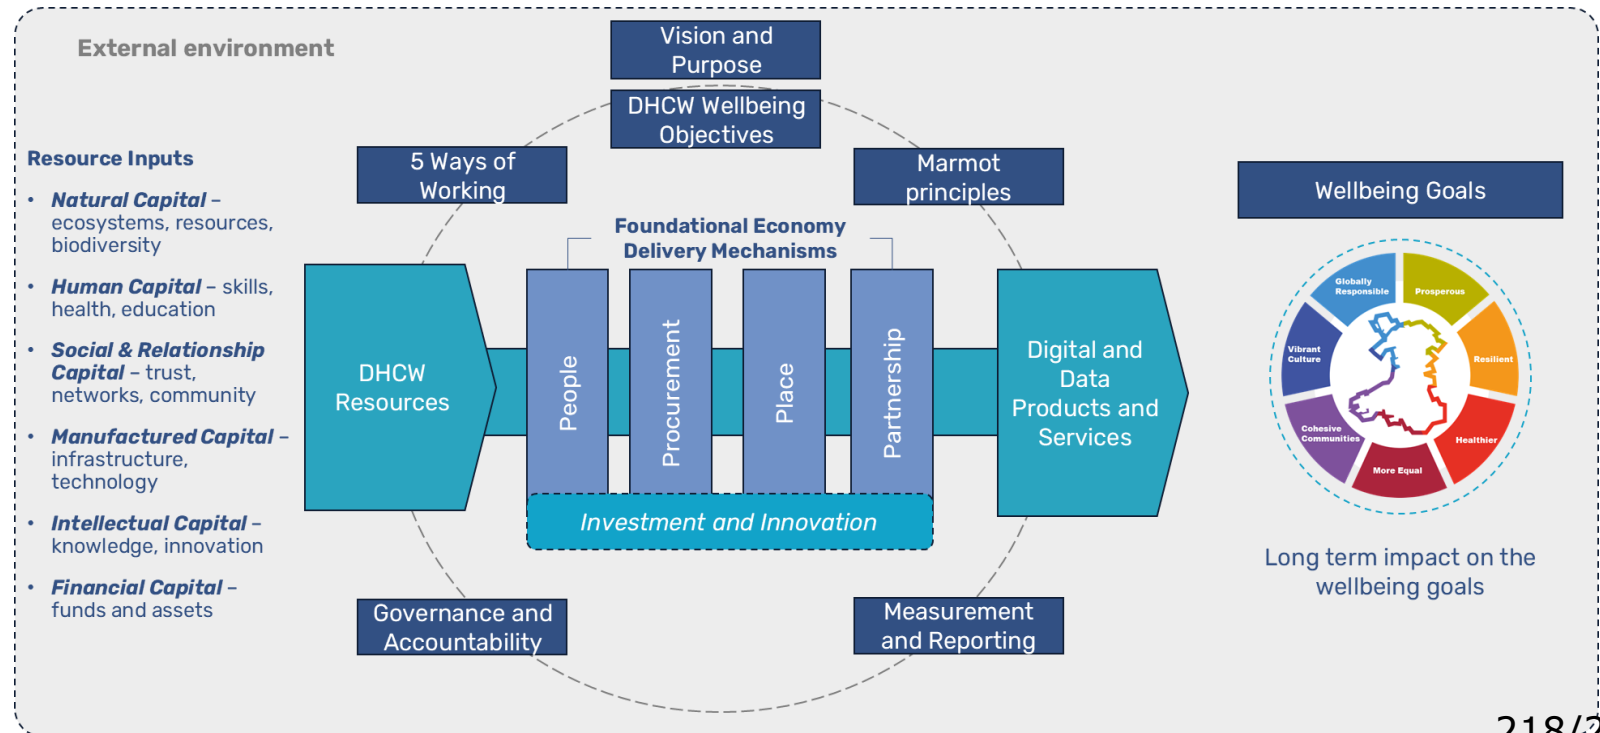 External environment
Vision and
Purpose
DHCW Wellbeing
Objectives
5 Ways of
Working
Marmot
principles
Resource Inputs
• Natural Capital –
ecosystems, resources,
biodiversity
• Human Capital – skills,
health, education
• Social & Relationship
Capital – trust,
networks, community
• Manufactured Capital –
infrastructure,
technology
• Intellectual Capital –
knowledge, innovation
• Financial Capital –
funds and assets
Foundational Economy
Delivery Mechanisms
DHCW
Resources
People
Procurement
Place
Partnership
Investment and Innovation
Digital and
Data
Products and
Services
Governance and
Accountability
Measurement
and Reporting
Wellbeing Goals
Globally
Responsible
Prosperous
Resilient
Healthier
More Equal
Cohesive
Communities
Vibrant
Culture
Long term impact on the
wellbeing goals
218/2